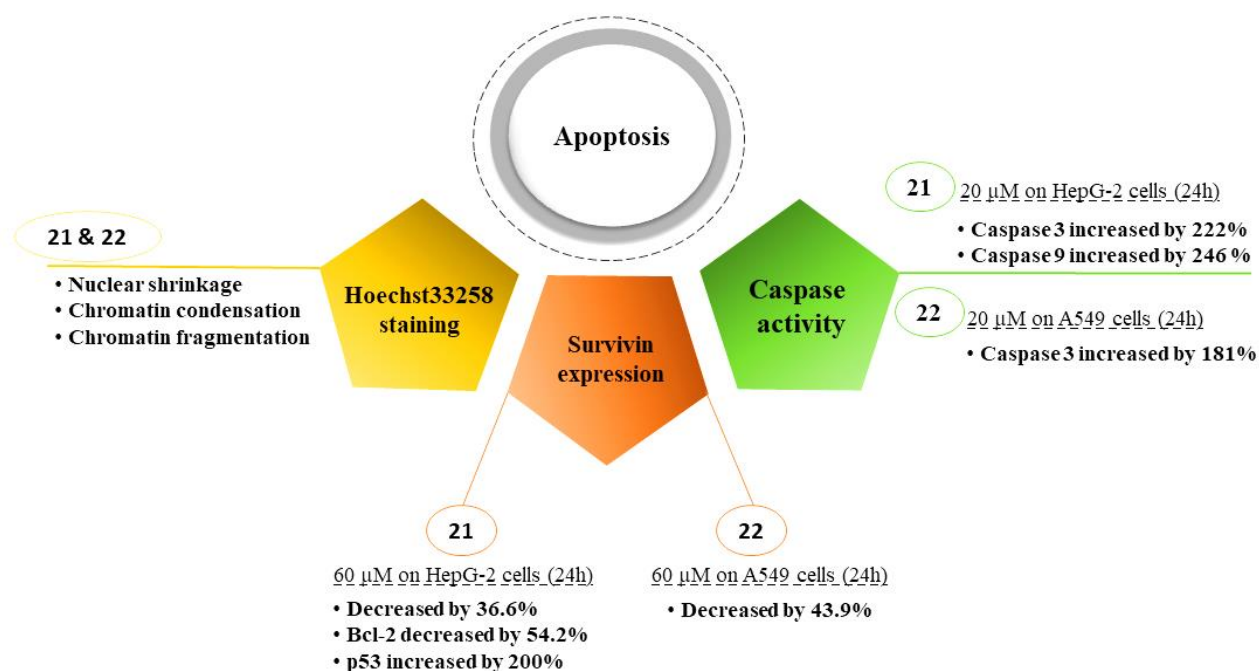 Apoptosis
21 & 22
• Nuclear shrinkage
• Chromatin condensation
• Chromatin fragmentation
Hoechst33258
staining
Survivin
expression
Caspase
activity
21
20 µM on HepG-2 cells (24h)
• Caspase 3 increased by 222%
• Caspase 9 increased by 246 %
22
20 µM on A549 cells (24h)
• Caspase 3 increased by 181%
21
60 µM on HepG-2 cells (24h)
• Decreased by 36.6%
• Bcl-2 decreased by 54.2%
• p53 increased by 200%
22
60 µM on A549 cells (24h)
• Decreased by 43.9%